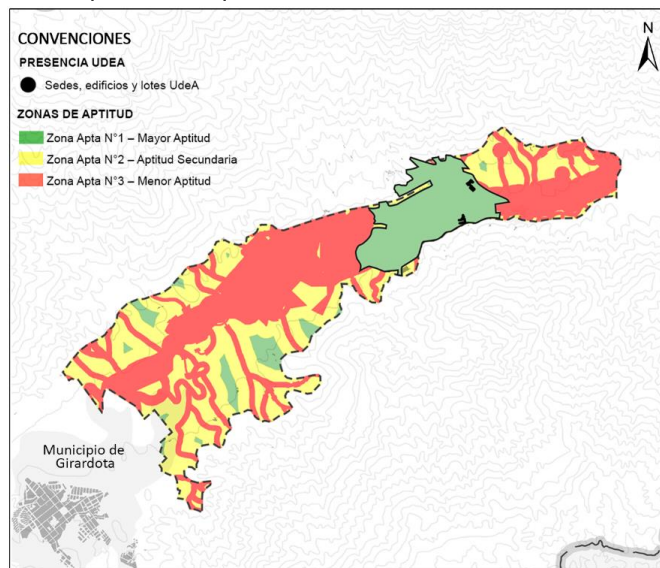 CONVENCIONES
PRESENCIA UDEA
Sedes, edificios y lotes UdeA
ZONAS DE APTITUD
Zona Apta N°1 – Mayor Aptitud
Zona Apta N°2 – Aptitud Secundaria
Zona Apta N°3 – Menor Aptitud
N
Municipio de
Girardota